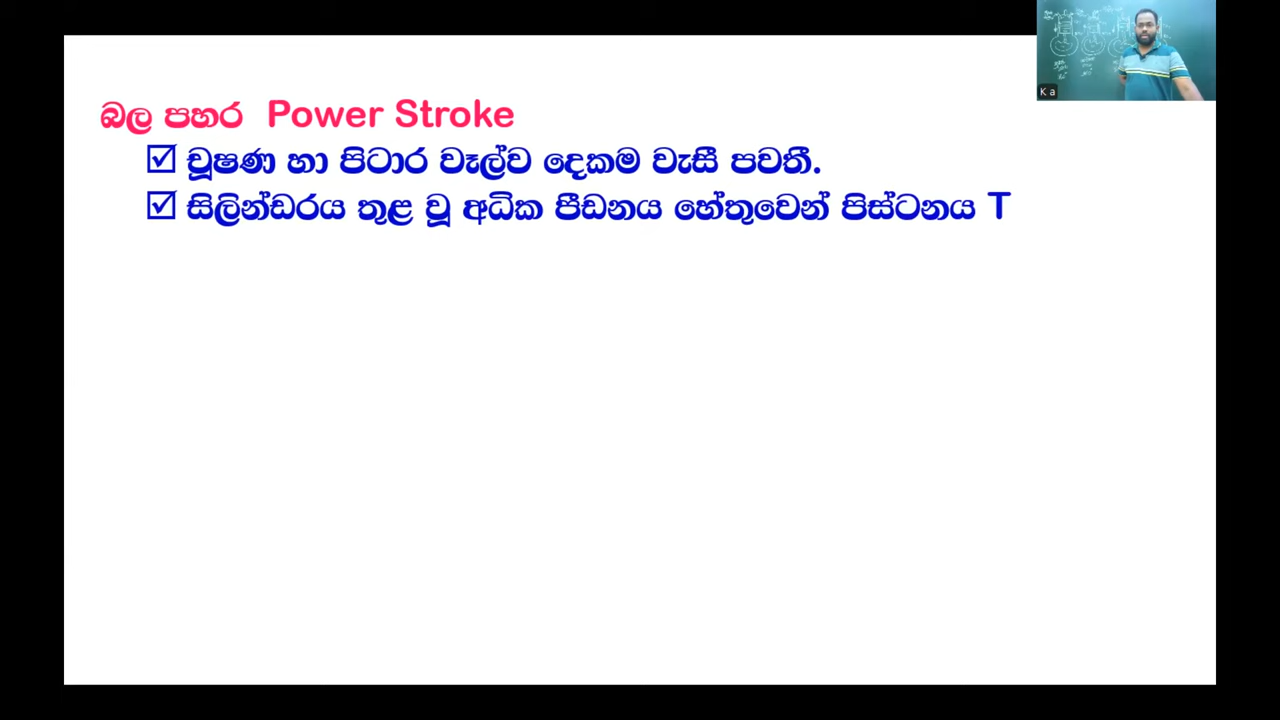 බල පහර Power Stroke
☑ චූෂණ හා පිටාර වෑල්ව දෙකම වැසී පවතී.
☑ සිලින්ඩරය තුළ වූ අධික පීඩනය හේතුවෙන් පිස්ටනය T
K a